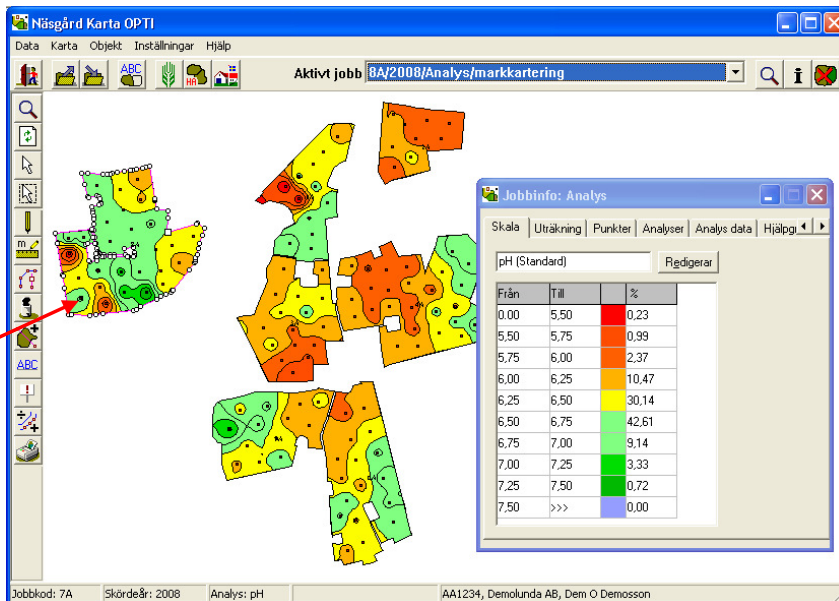 Näsgård Karta OPTI
Data Karta Objekt Inställningar Hjälp
ABC HA Aktivt jobb 8A/2008/Analys/markkartering i
Jobbinfo: Analys
Skala Uträkning Punkter Analyser Analys data Hjälpgr
pH (Standard) Redigerar
Från Till %
0.00 5,50 0,23
5,50 5,75 0,99
5,75 6,00 2,37
6,00 6,25 10,47
6,25 6,50 30,14
6,50 6,75 42,61
6,75 7,00 9,14
7,00 7,25 3,33
7,25 7,50 0,72
7,50 >>> 0,00
m
ABC
Jobbkod: 7A Skördeår: 2008 Analys: pH AA1234, Demolunda AB, Dem O Demosson